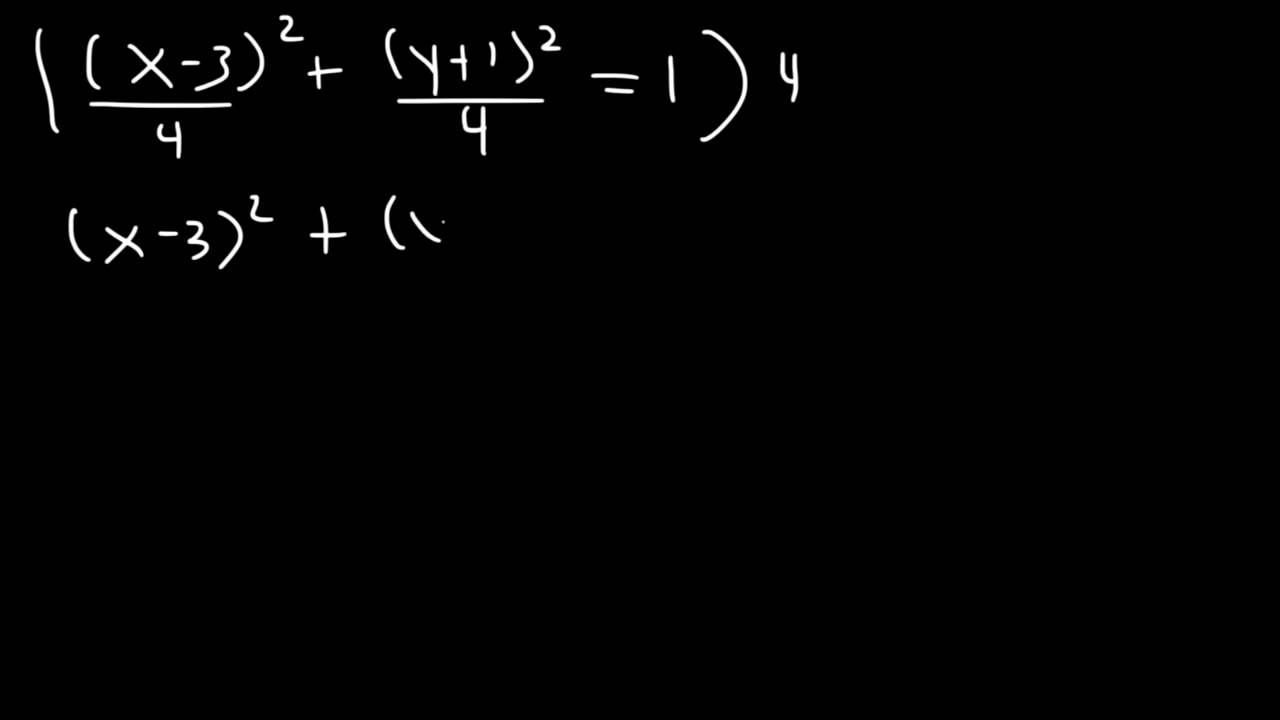 ( (x-3)²/4 + (y+1)²/4 = 1 ) 4
(x-3)² + (